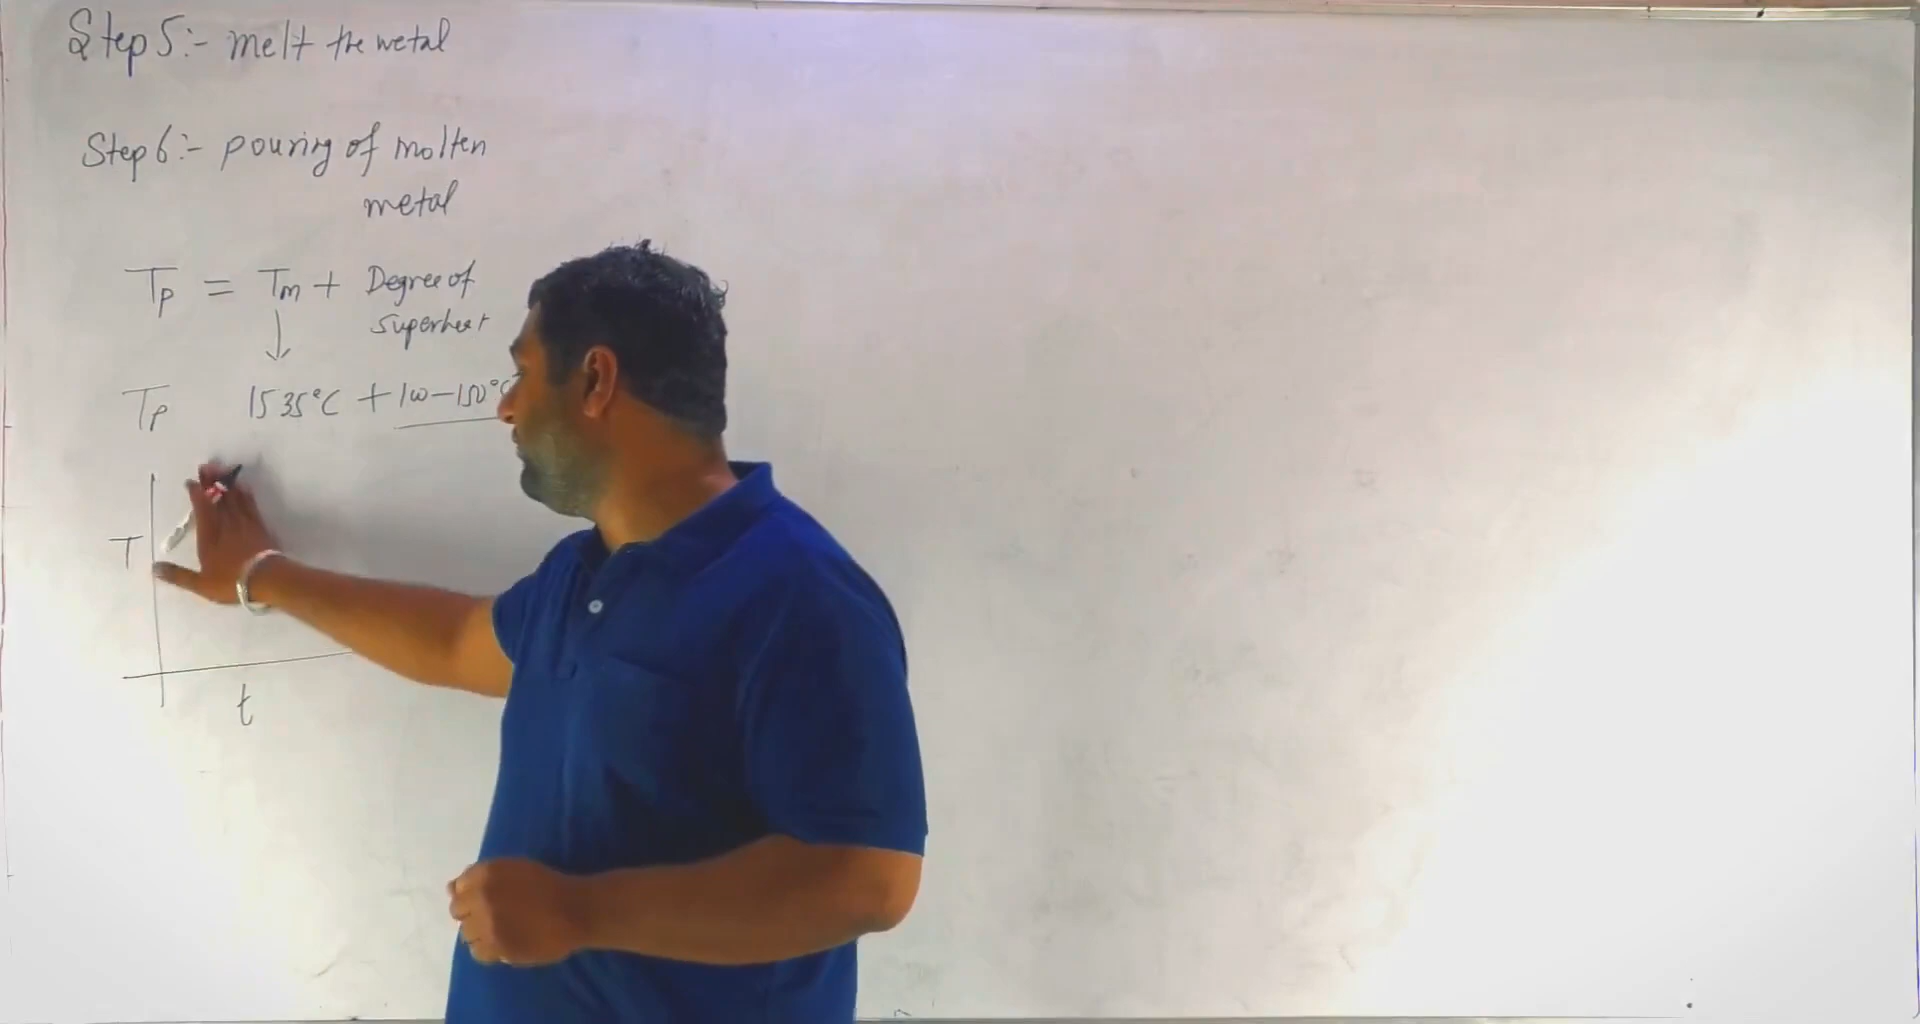 Step 5:- melt the metal
Step 6:- pouring of molten
metal
Tp = Tm + Degree of
superheat
↓
Tp 1535°C + 100-150°C
T
t